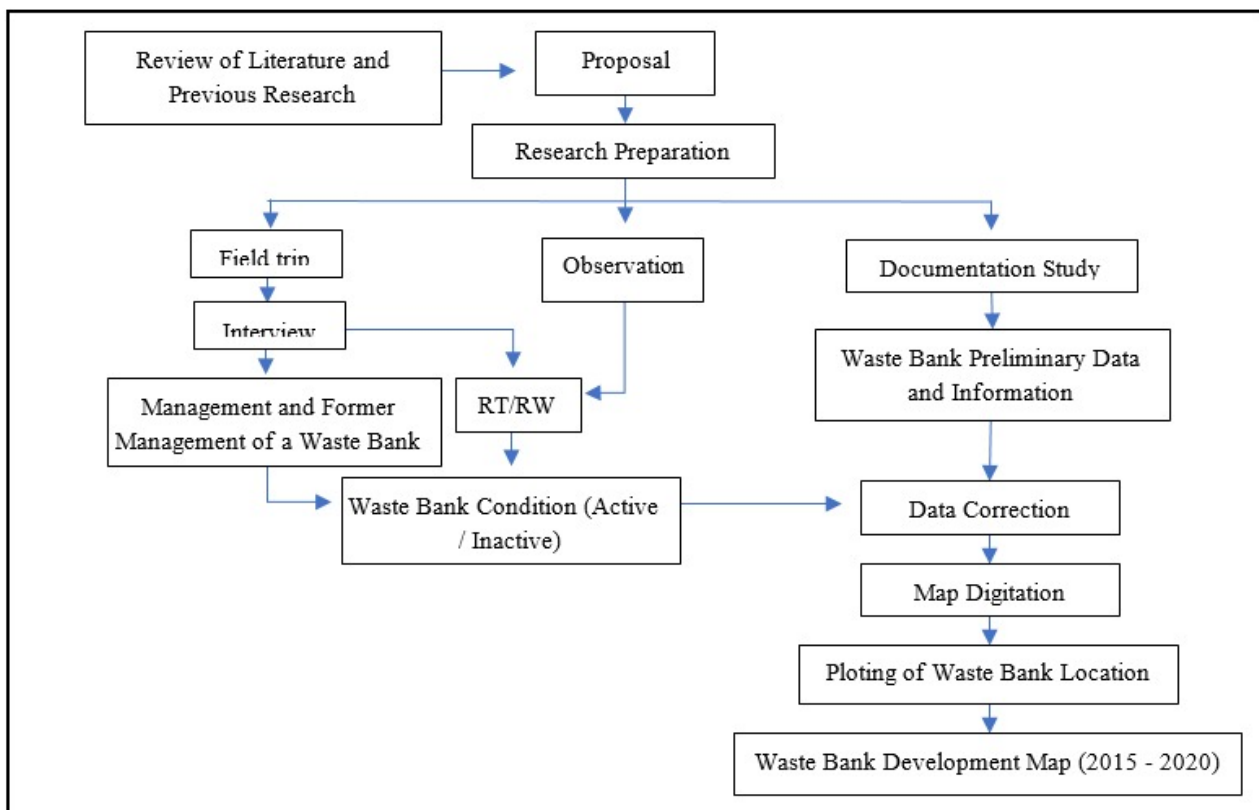 Review of Literature and
Previous Research
Proposal
Research Preparation
Field trip
Observation
Documentation Study
Interview
Waste Bank Preliminary Data
and Information
Management and Former
Management of a Waste Bank
RT/RW
Waste Bank Condition (Active
/ Inactive)
Data Correction
Map Digitation
Ploting of Waste Bank Location
Waste Bank Development Map (2015 - 2020)